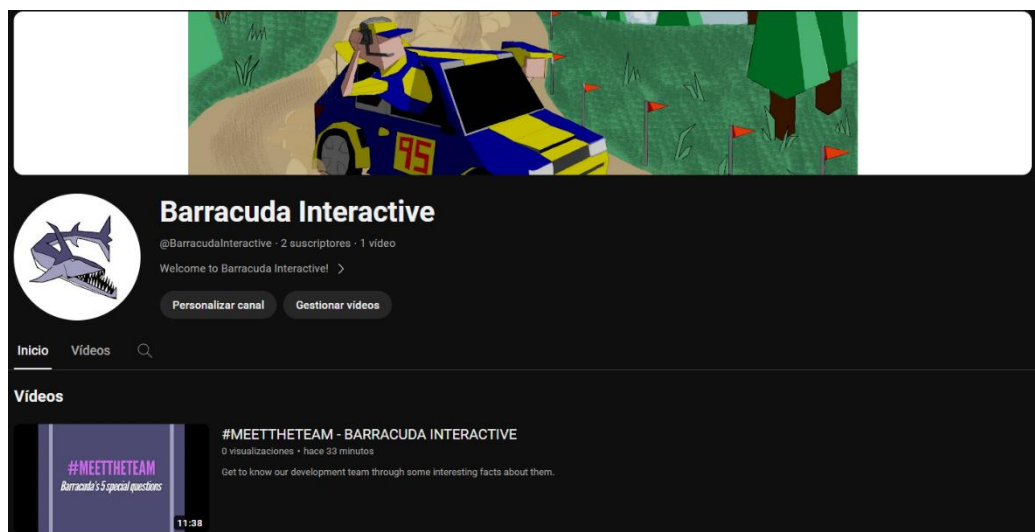 95
Barracuda Interactive
@BarracudaInteractive · 2 suscriptores · 1 vídeo
Welcome to Barracuda Interactive!
Personalizar canal
Gestionar vídeos
Inicio
Vídeos
Vídeos
#MEETTHETEAM
Barracuda's 5 special questions
11:38
#MEETTHETEAM - BARRACUDA INTERACTIVE
0 visualizaciones • hace 33 minutos
Get to know our development team through some interesting facts about them.